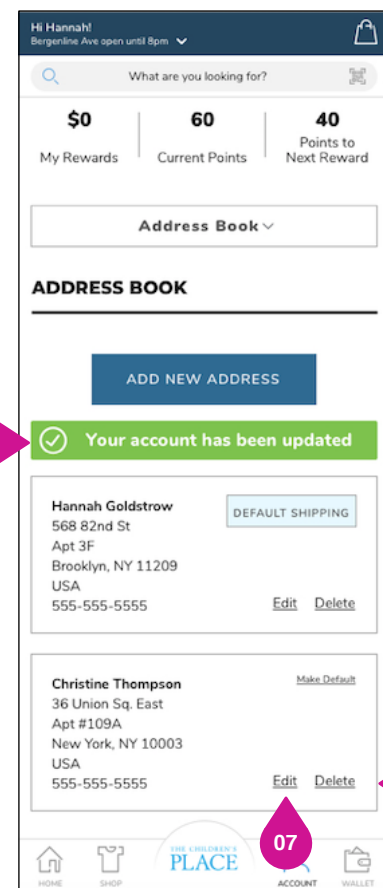 Hi Hannah!
Bergenline Ave open until 8pm
What are you looking for?
$0
My Rewards
60
Current Points
40
Points to
Next Reward
Address Book
ADDRESS BOOK
ADD NEW ADDRESS
Your account has been updated
Hannah Goldstrow
DEFAULT SHIPPING
568 82nd St
Apt 3F
Brooklyn, NY 11209
USA
555-555-5555
Edit Delete
Christine Thompson
Make Default
36 Union Sq. East
Apt #109A
New York, NY 10003
USA
555-555-5555
Edit Delete
07
HOME
SHOP
THE CHILDREN'S
PLACE
ACCOUNT
WALLET